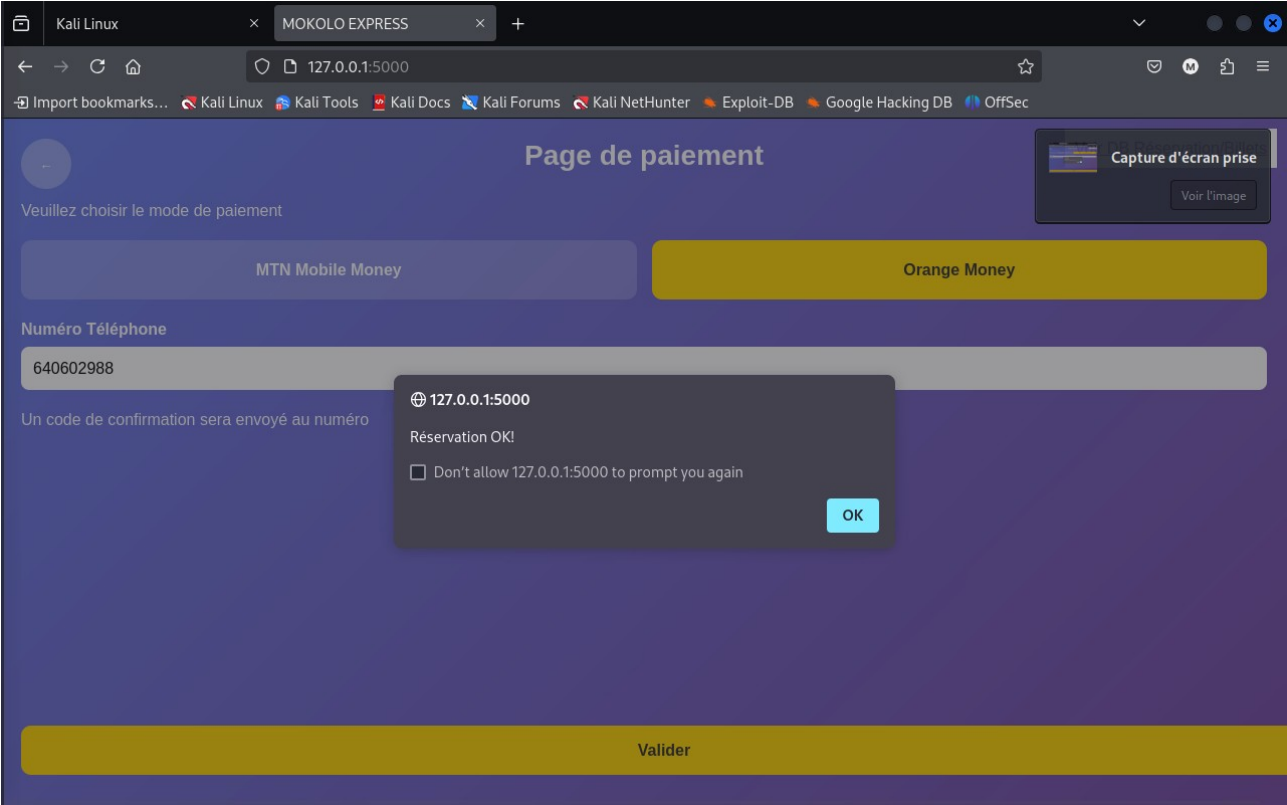 Kali Linux
MOKOLO EXPRESS
127.0.0.1:5000
Import bookmarks... Kali Linux Kali Tools Kali Docs Kali Forums Kali NetHunter Exploit-DB Google Hacking DB OffSec
Page de paiement
Capture d'écran prise
Voir l'image
Veuillez choisir le mode de paiement
MTN Mobile Money
Orange Money
Numéro Téléphone
640602988
Un code de confirmation sera envoyé au numéro
127.0.0.1:5000
Réservation OK!
Don't allow 127.0.0.1:5000 to prompt you again
OK
Valider